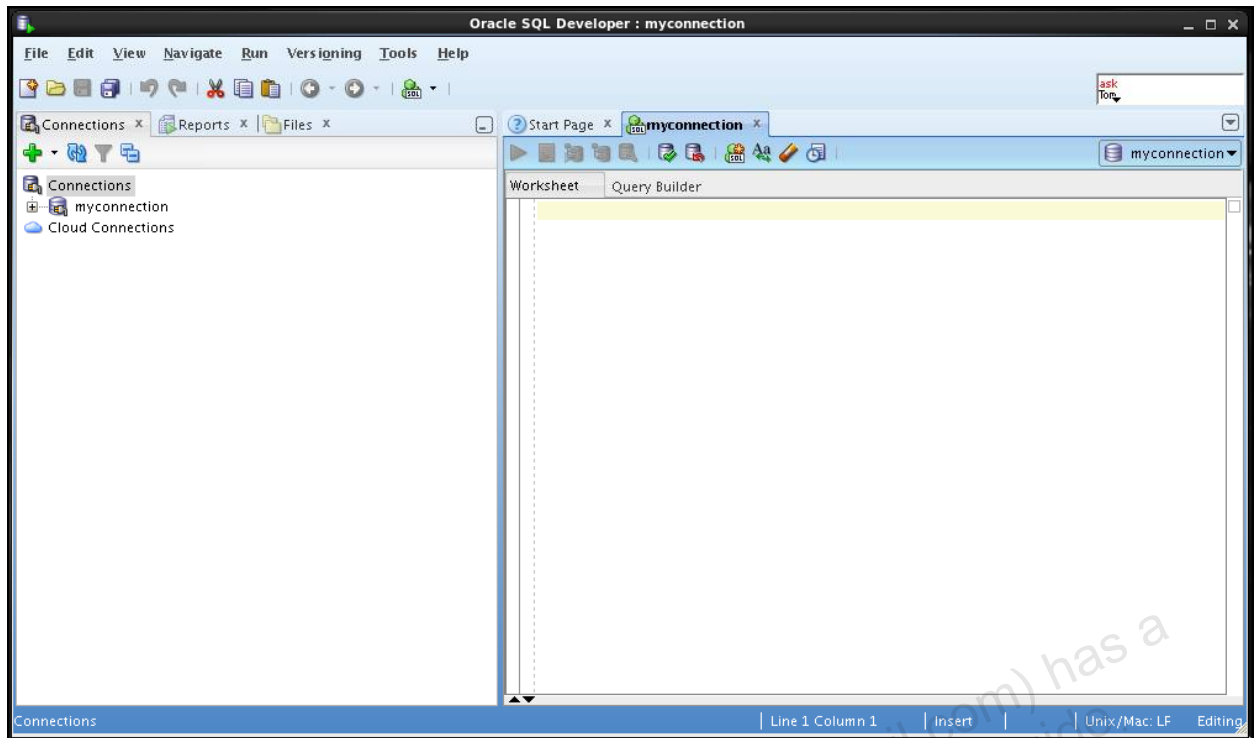 Oracle SQL Developer : myconnection
File Edit View Navigate Run Versioning Tools Help
ask
Tom
Connections Reports Files
Start Page myconnection
myconnection
Worksheet Query Builder
Connections
myconnection
Cloud Connections
com) has a
Connections
Line 1 Column 1 Insert Unix/Mac: LF Editing